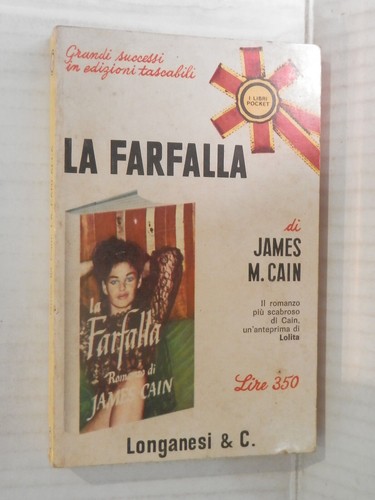 Grandi successi
in edizioni tascabili
I LIBRI
POCKET
LA FARFALLA
di
JAMES
M. CAIN
Il romanzo
più scabroso
di Cain,
un'anteprima di
Lolita
la
Farfalla
Romanzo di
JAMES CAIN
Lire 350
Longanesi & C.